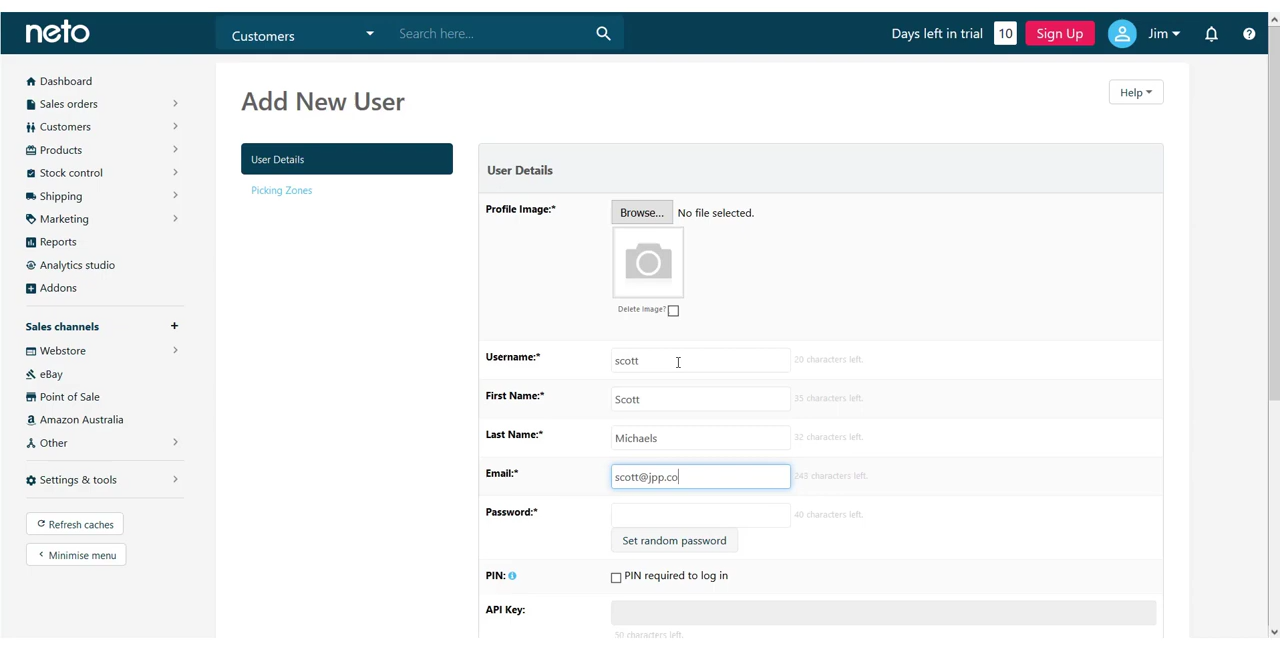 neto
Customers
Search here...
Days left in trial 10
Sign Up
Jim
Dashboard
Sales orders
Customers
Products
Stock control
Shipping
Marketing
Reports
Analytics studio
Addons
Sales channels +
Webstore
eBay
Point of Sale
Amazon Australia
Other
Settings & tools
Refresh caches
Minimise menu
Add New User
Help
User Details
Picking Zones
User Details
Profile Image:*
Browse... No file selected.
Delete image?
Username:* scott 20 characters left.
First Name:* Scott 35 characters left.
Last Name:* Michaels 32 characters left.
Email:* scott@jpp.co 243 characters left.
Password:* 40 characters left.
Set random password
PIN: PIN required to log in
API Key:
50 characters left.